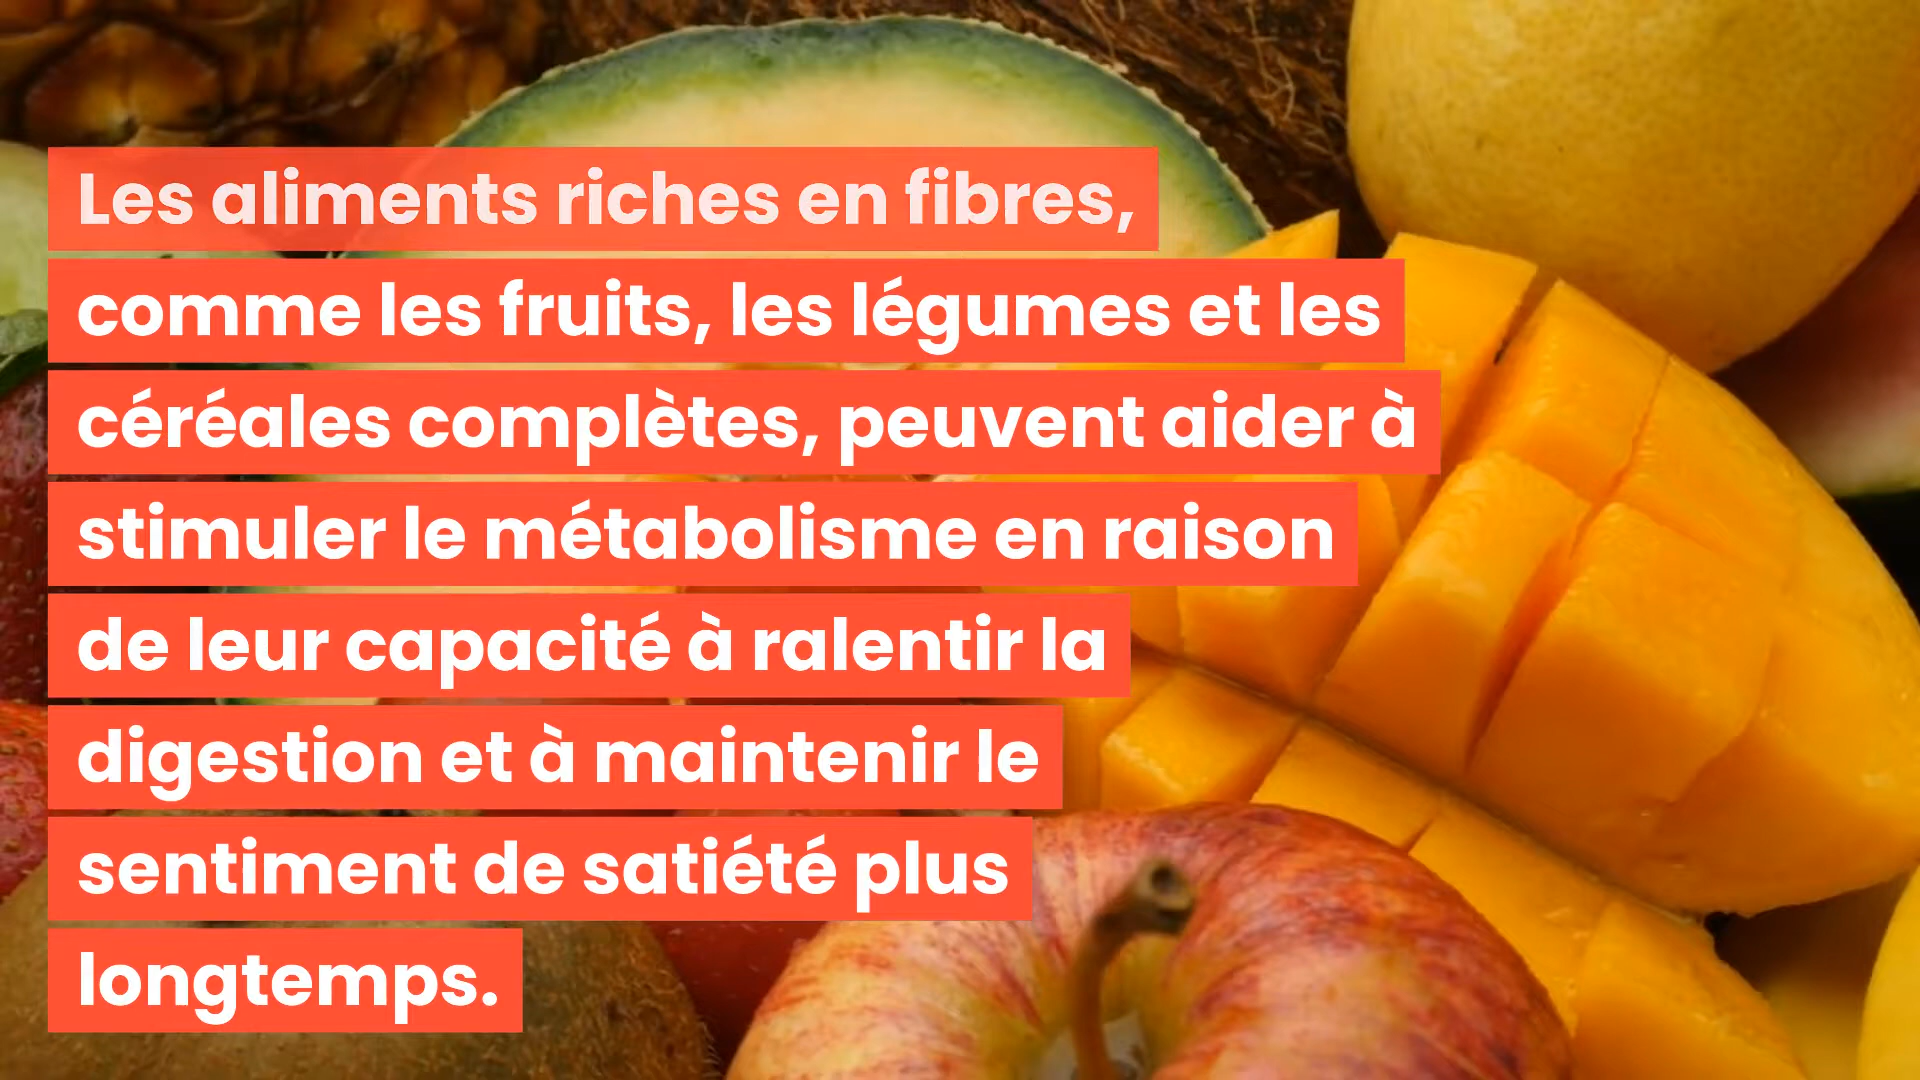 Les aliments riches en fibres,
comme les fruits, les légumes et les
céréales complètes, peuvent aider à
stimuler le métabolisme en raison
de leur capacité à ralentir la
digestion et à maintenir le
sentiment de satiété plus
longtemps.